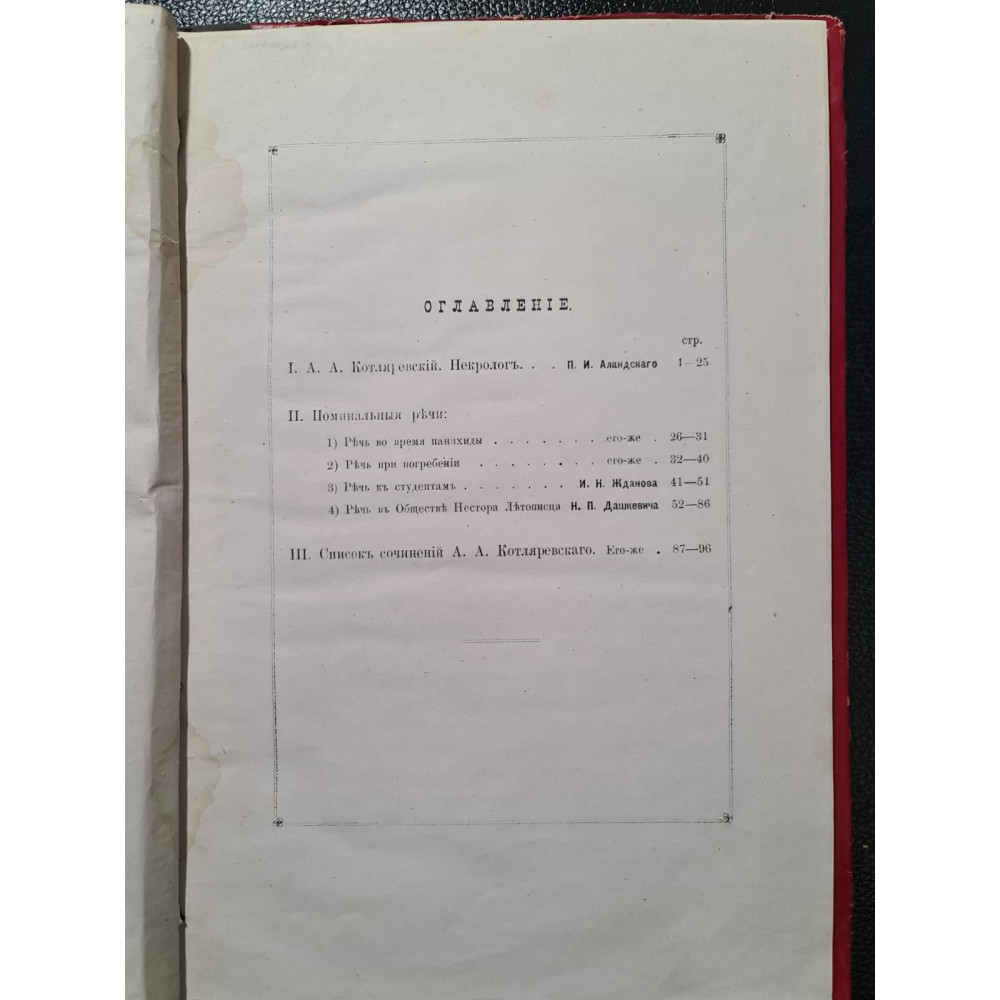 ОГЛАВЛЕНІЕ.
стр.
I. А. А. Котляревскій. Некрологъ. . . П. И. Аландскаго 1—25
II. Поминальныя рѣчи:
1) Рѣчь во время панихиды . . . . . . . его-же . 26—31
2) Рѣчь при погребеніи . . . . . . . его-же . 32—40
3) Рѣчь къ студентамъ . . . . . . . И. Н. Жданова 41—51
4) Рѣчь въ Обществѣ Нестора Лѣтописца Н. П. Дашкевича 52—86
III. Списокъ сочиненій А. А. Котляревскаго. Его-же . 87—96